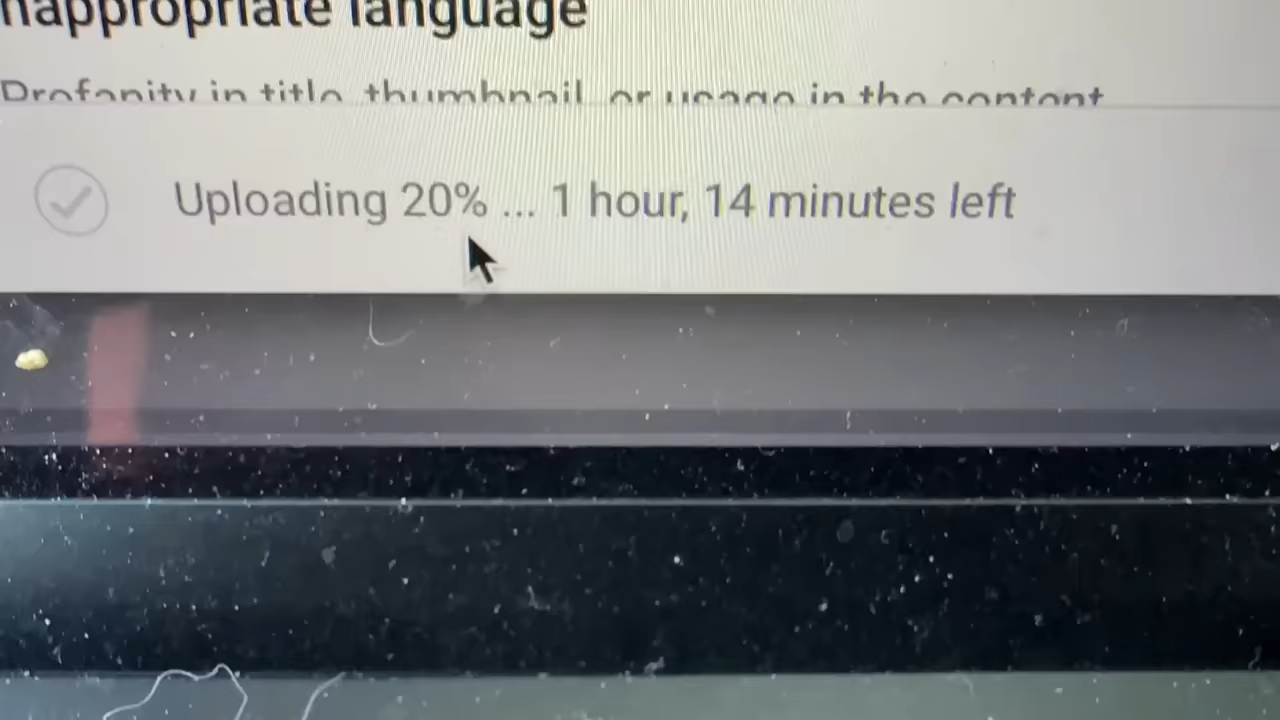 nappropriate language
Profanity in title, thumbnail, or usage in the content
Uploading 20% ... 1 hour, 14 minutes left